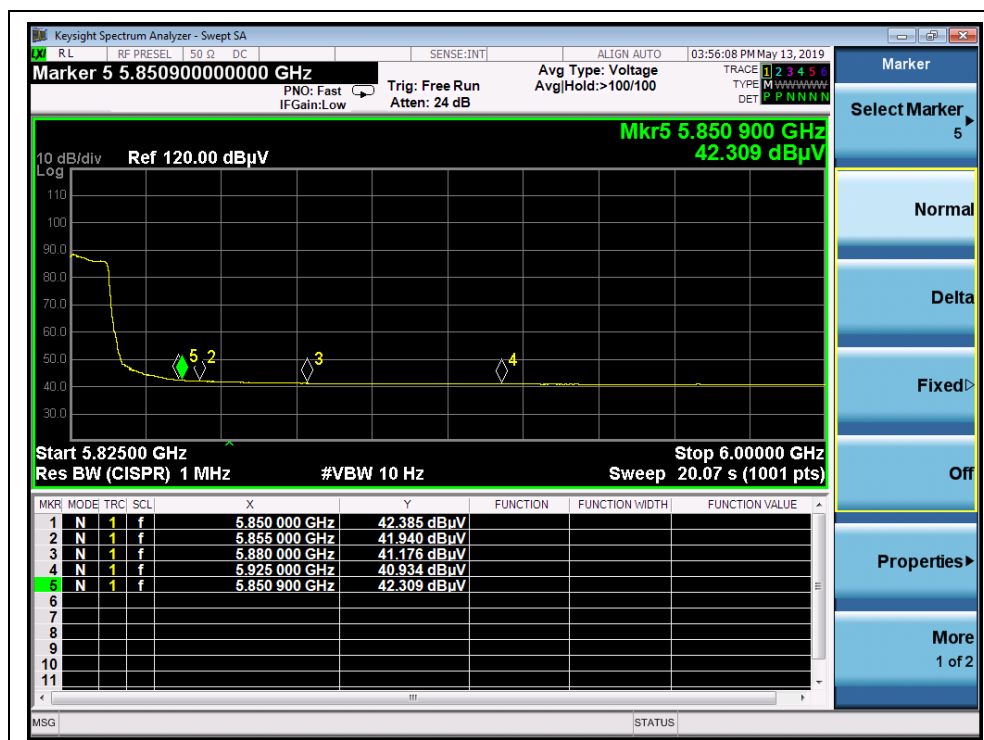 Keysight Spectrum Analyzer - Swept SA
LXI RL RF PRESEL 50 Ω DC SENSE:INT ALIGN AUTO 03:56:08 PM May 13, 2019
Marker 5 5.850900000000 GHz
PNO: Fast
IFGain:Low
Trig: Free Run
Atten: 24 dB
Avg Type: Voltage
Avg|Hold:>100/100
TRACE 1 2 3 4 5 6
TYPE M WWWWW
DET P P N N N N
Mkr5 5.850 900 GHz
42.309 dBµV
10 dB/div Ref 120.00 dBµV
Log
110
100
90.0
80.0
70.0
60.0
50.0
40.0
30.0
5 2 3 4
Start 5.82500 GHz Stop 6.00000 GHz
Res BW (CISPR) 1 MHz #VBW 10 Hz Sweep 20.07 s (1001 pts)
MKR MODE TRC SCL X Y FUNCTION FUNCTION WIDTH FUNCTION VALUE
1 N 1 f 5.850 000 GHz 42.385 dBµV
2 N 1 f 5.855 000 GHz 41.940 dBµV
3 N 1 f 5.880 000 GHz 41.176 dBµV
4 N 1 f 5.925 000 GHz 40.934 dBµV
5 N 1 f 5.850 900 GHz 42.309 dBµV
6
7
8
9
10
11
MSG STATUS
Marker
Select Marker
5
Normal
Delta
Fixed
Off
Properties
More
1 of 2